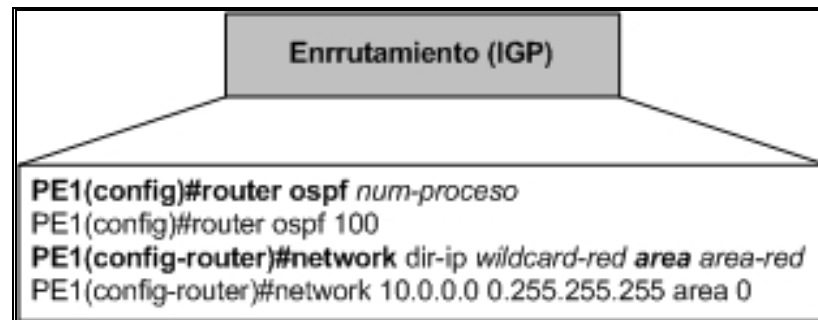 Enrrutamiento (IGP)
PE1(config)#router ospf num-proceso
PE1(config)#router ospf 100
PE1(config-router)#network dir-ip wildcard-red area area-red
PE1(config-router)#network 10.0.0.0 0.255.255.255 area 0